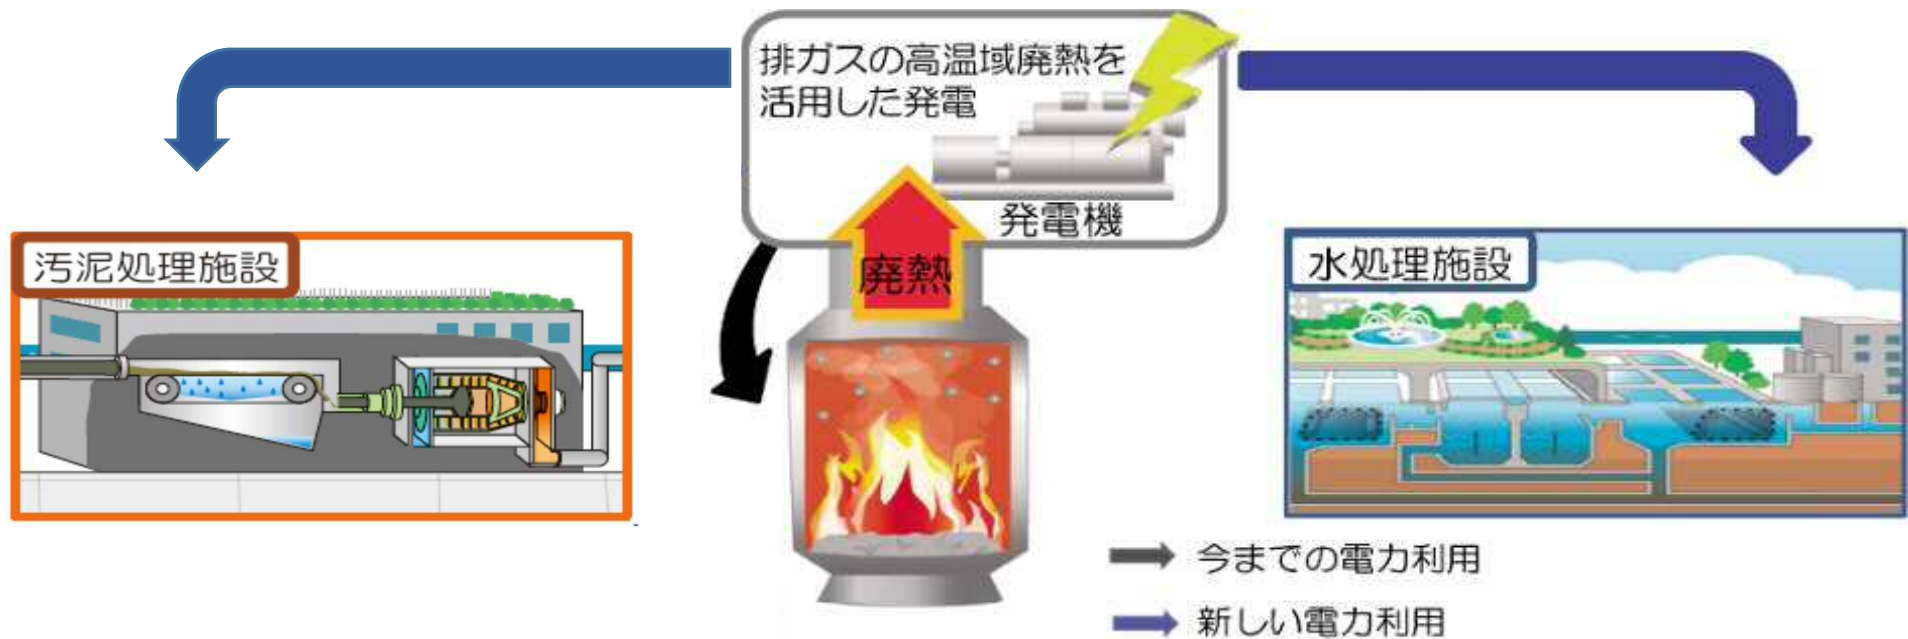 排ガスの高温域廃熱を
活用した発電
発電機
廃熱
汚泥処理施設
水処理施設
今までの電力利用
新しい電力利用